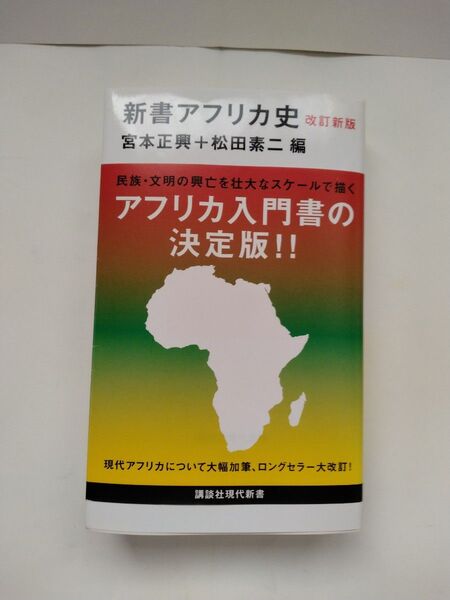 新書アフリカ史 改訂新版
宮本正興+松田素二 編
民族・文明の興亡を壮大なスケールで描く
アフリカ入門書の
決定版!!
現代アフリカについて大幅加筆、ロングセラー大改訂!
講談社現代新書